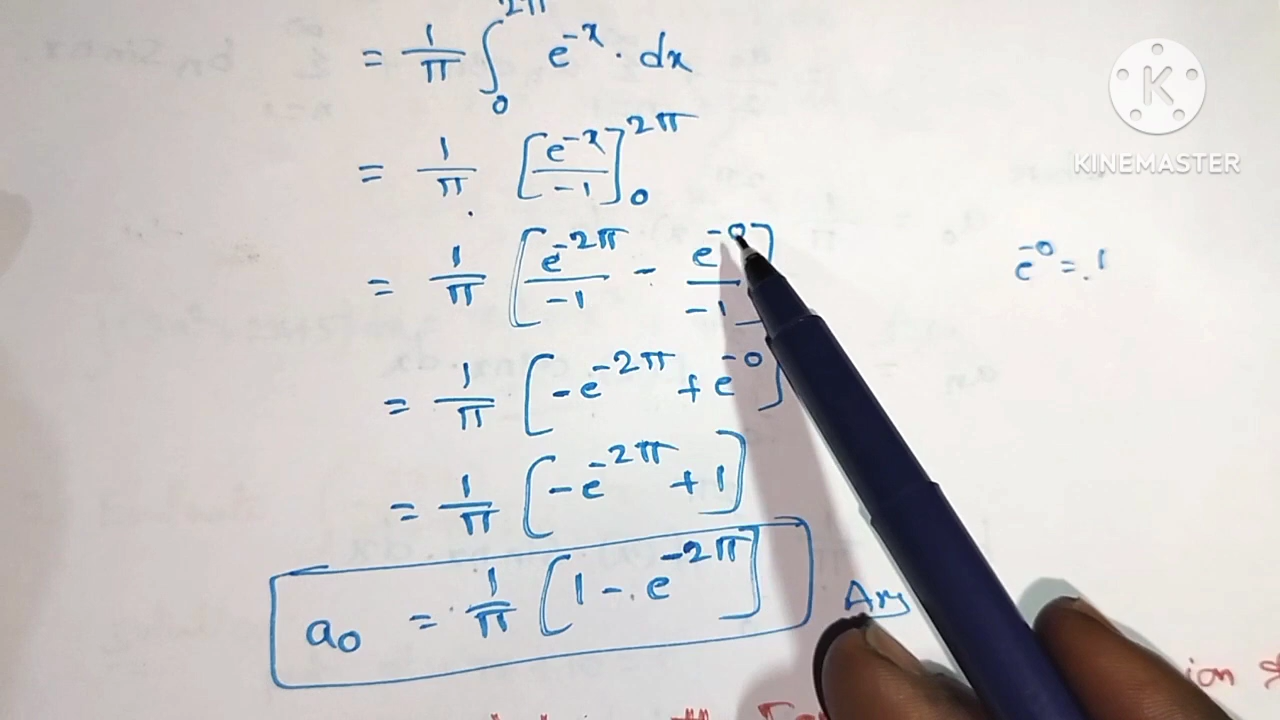 = 1/π ∫₀^2π e^-x · dx
= 1/π [e^-x/-1]₀^2π
= 1/π [e^-2π/-1 - e^-0/-1]
e^-0 = 1
= 1/π [-e^-2π + e^-0]
= 1/π [-e^-2π + 1]
a₀ = 1/π [1 - e^-2π] Ans
K
KINEMASTER